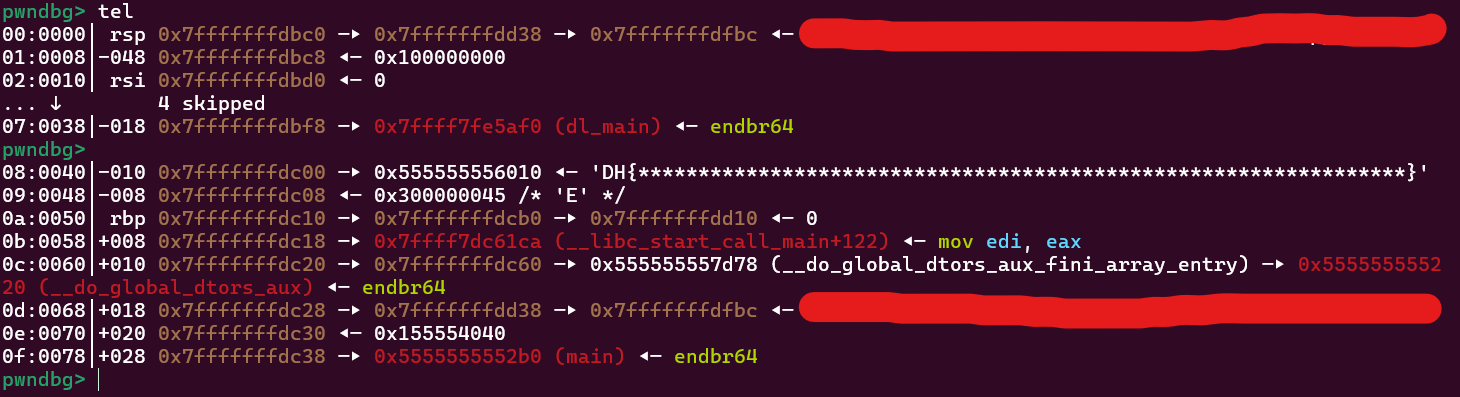 pwndbg> tel
00:0000│ rsp 0x7fffffffdbc0 —▸ 0x7fffffffdd38 —▸ 0x7fffffffdfbc ◂—
01:0008│-048 0x7fffffffdbc8 ◂— 0x100000000
02:0010│ rsi 0x7fffffffdbd0 ◂— 0
... ↓ 4 skipped
07:0038│-018 0x7fffffffdbf8 —▸ 0x7ffff7fe5af0 (dl_main) ◂— endbr64
pwndbg>
08:0040│-010 0x7fffffffdc00 —▸ 0x555555556010 ◂— 'DH{****************************************************************}'
09:0048│-008 0x7fffffffdc08 ◂— 0x300000045 /* 'E' */
0a:0050│ rbp 0x7fffffffdc10 —▸ 0x7fffffffdcb0 —▸ 0x7fffffffdd10 ◂— 0
0b:0058│+008 0x7fffffffdc18 —▸ 0x7ffff7dc61ca (__libc_start_call_main+122) ◂— mov edi, eax
0c:0060│+010 0x7fffffffdc20 —▸ 0x7fffffffdc60 —▸ 0x555555557d78 (__do_global_dtors_aux_fini_array_entry) —▸ 0x5555555552
20 (__do_global_dtors_aux) ◂— endbr64
0d:0068│+018 0x7fffffffdc28 —▸ 0x7fffffffdd38 —▸ 0x7fffffffdfbc ◂—
0e:0070│+020 0x7fffffffdc30 ◂— 0x155554040
0f:0078│+028 0x7fffffffdc38 —▸ 0x5555555552b0 (main) ◂— endbr64
pwndbg>